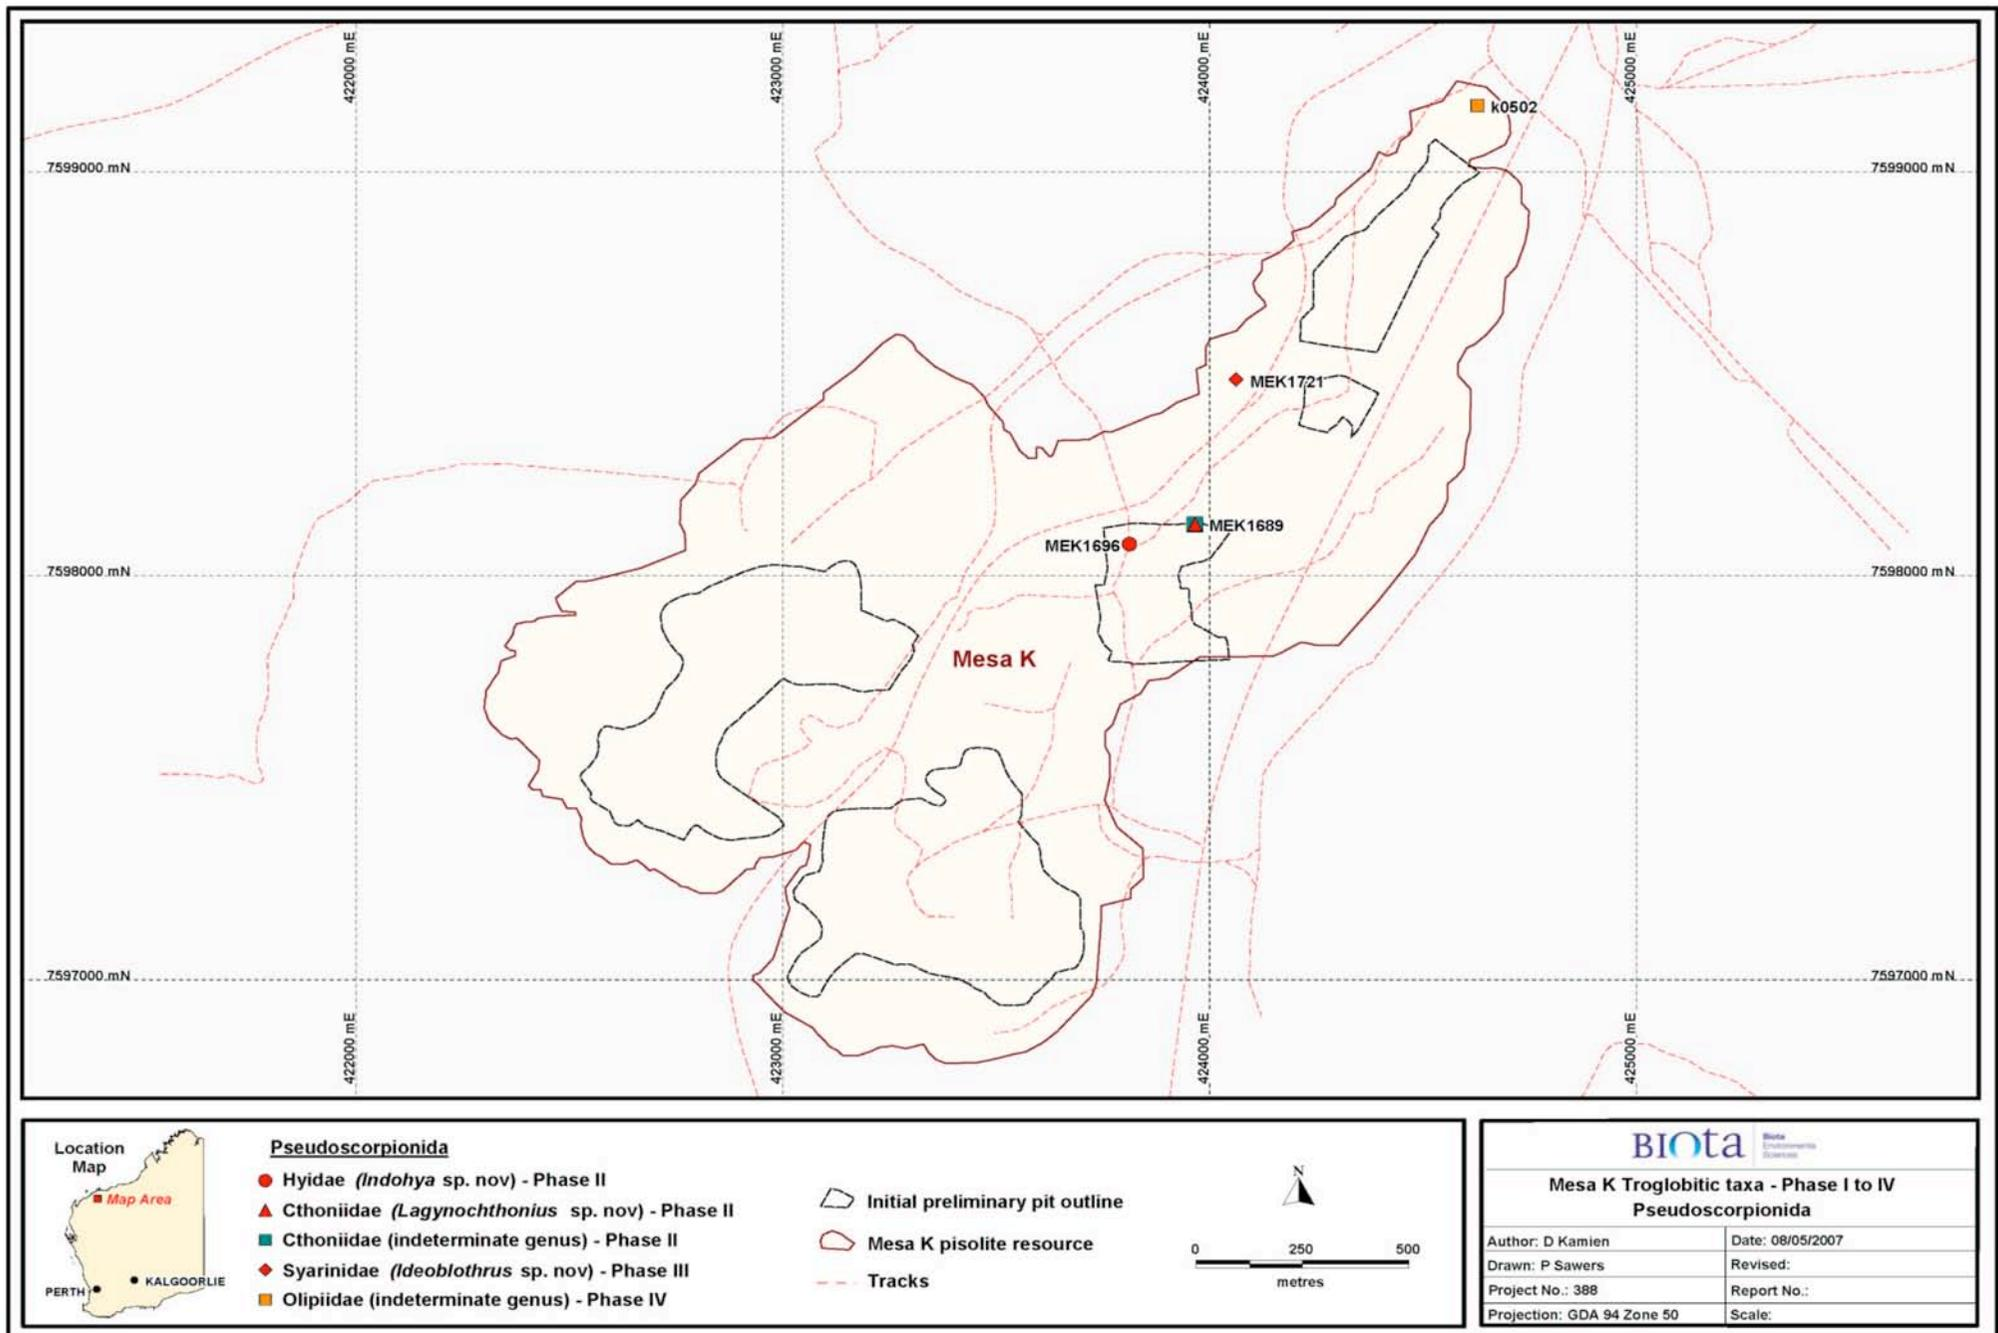 422000 mE
423000 mE
424000 mE
425000 mE
k0502
7599000 mN
7599000 mN
MEK1721
MEK1689
MEK1696
7598000 mN
7598000 mN
Mesa K
7597000 mN
7597000 mN
422000 mE
423000 mE
424000 mE
425000 mE
Location
Map
Map Area
KALGOORLIE
PERTH
Pseudoscorpionida
Hyidae (Indohya sp. nov) - Phase II
Cthoniidae (Lagynochthonius sp. nov) - Phase II
Cthoniidae (indeterminate genus) - Phase II
Syarinidae (Ideoblothrus sp. nov) - Phase III
Olipiidae (indeterminate genus) - Phase IV
Initial preliminary pit outline
Mesa K pisolite resource
Tracks
N
0 250 500
metres
BIOta
Biota
Environmental
Sciences
Mesa K Troglobitic taxa - Phase I to IV
Pseudoscorpionida
Author: D Kamien
Date: 08/05/2007
Drawn: P Sawers
Revised:
Project No.: 388
Report No.:
Projection: GDA 94 Zone 50
Scale: